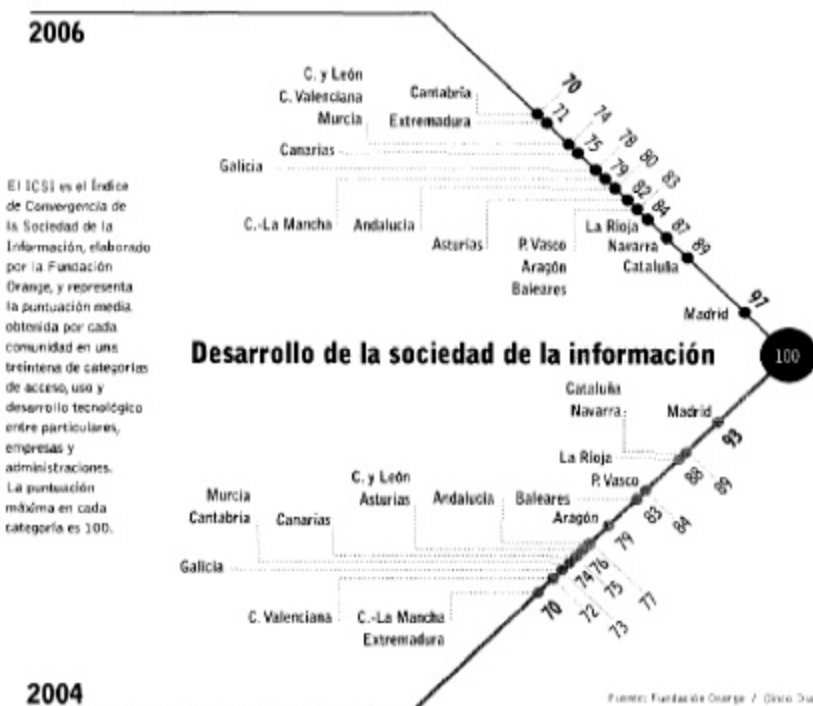 2006
C. y León
C. Valenciana
Murcia
Cantabria
Extremadura
Canarias
Galicia
C.-La Mancha
Andalucía
Asturias
P. Vasco
Aragón
Baleares
La Rioja
Navarra
Cataluña
Madrid
70
71
74
75
78
79
80
82
83
84
87
89
97
El ICSI es el Índice
de Convergencia de
la Sociedad de la
Información, elaborado
por la Fundación
Orange, y representa
la puntuación media
obtenida por cada
comunidad en una
treintena de categorías
de acceso, uso y
desarrollo tecnológico
entre particulares,
empresas y
administraciones.
La puntuación
máxima en cada
categoría es 100.
Desarrollo de la sociedad de la información
100
Cataluña
Navarra
Madrid
La Rioja
P. Vasco
C. y León
Asturias
Andalucía
Baleares
Aragón
Murcia
Cantabria
Canarias
Galicia
C. Valenciana
C.-La Mancha
Extremadura
93
89
88
84
83
79
77
76
75
74
73
72
70
2004
Fuente: Fundación Orange / Cinco Día